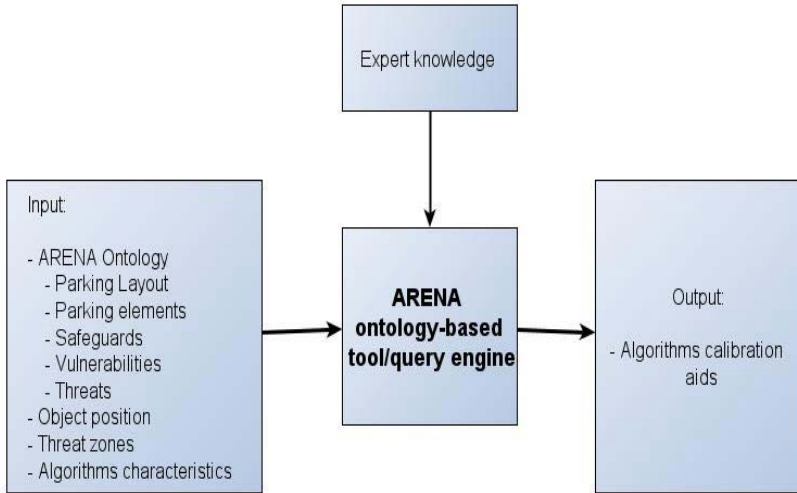 Expert knowledge
Input:
- ARENA Ontology
- Parking Layout
- Parking elements
- Safeguards
- Vulnerabilities
- Threats
- Object position
- Threat zones
- Algorithms characteristics
ARENA
ontology-based
tool/query engine
Output:
- Algorithms calibration
aids